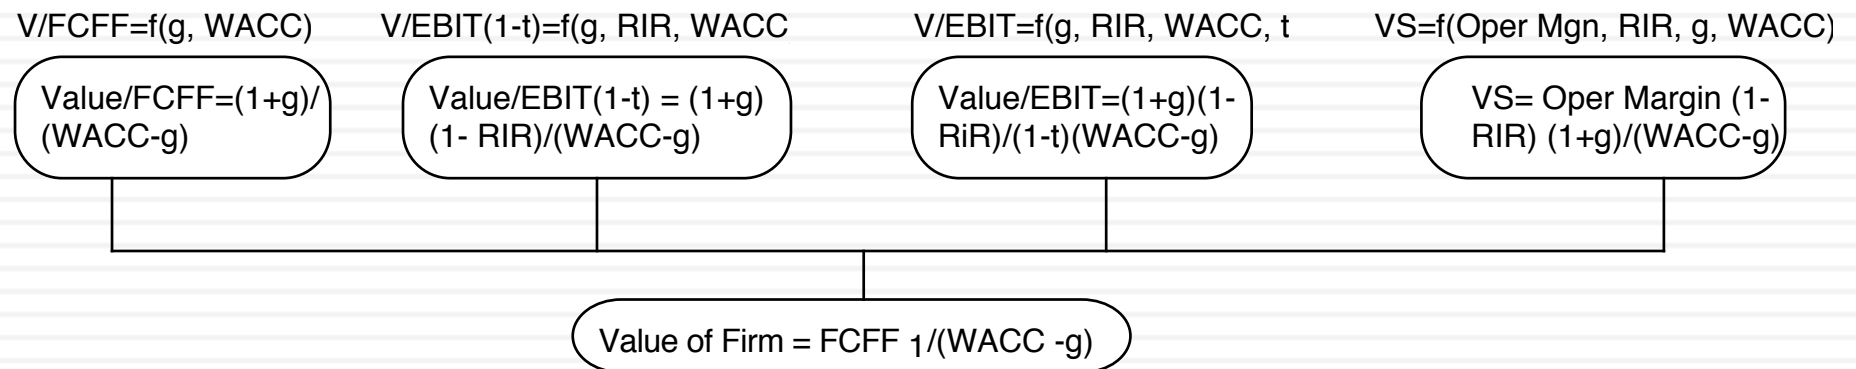 V/FCFF=f(g, WACC)
V/EBIT(1-t)=f(g, RIR, WACC
V/EBIT=f(g, RIR, WACC, t
VS=f(Oper Mgn, RIR, g, WACC)
Value/FCFF=(1+g)/
(WACC-g)
Value/EBIT(1-t) = (1+g)
(1- RIR)/(WACC-g)
Value/EBIT=(1+g)(1-
RiR)/(1-t)(WACC-g)
VS= Oper Margin (1-
RIR) (1+g)/(WACC-g)
Value of Firm = FCFF 1/(WACC -g)